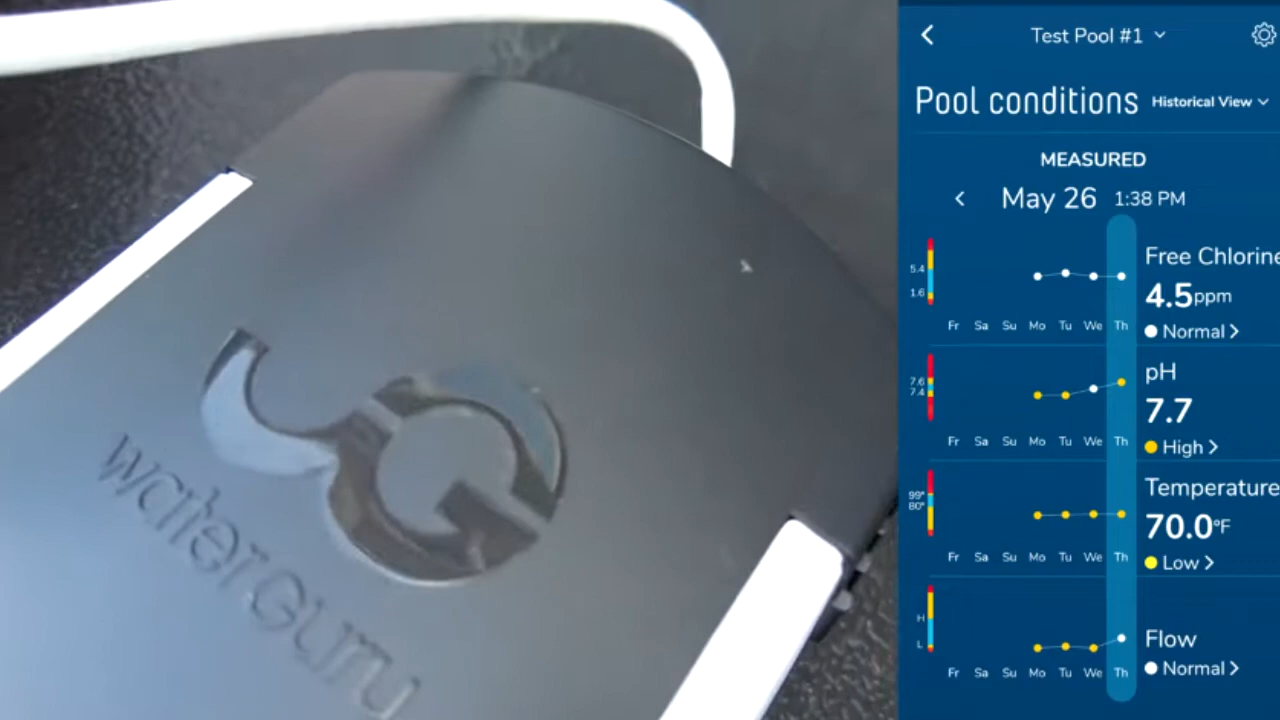 waterguru
Test Pool #1
Pool conditions Historical View
MEASURED
May 26 1:38 PM
5.4
1.6
Fr Sa Su Mo Tu We Th
Free Chlorine
4.5ppm
Normal
7.6
7.4
Fr Sa Su Mo Tu We Th
pH
7.7
High
99°
80°
Fr Sa Su Mo Tu We Th
Temperature
70.0°F
Low
H
L
Fr Sa Su Mo Tu We Th
Flow
Normal